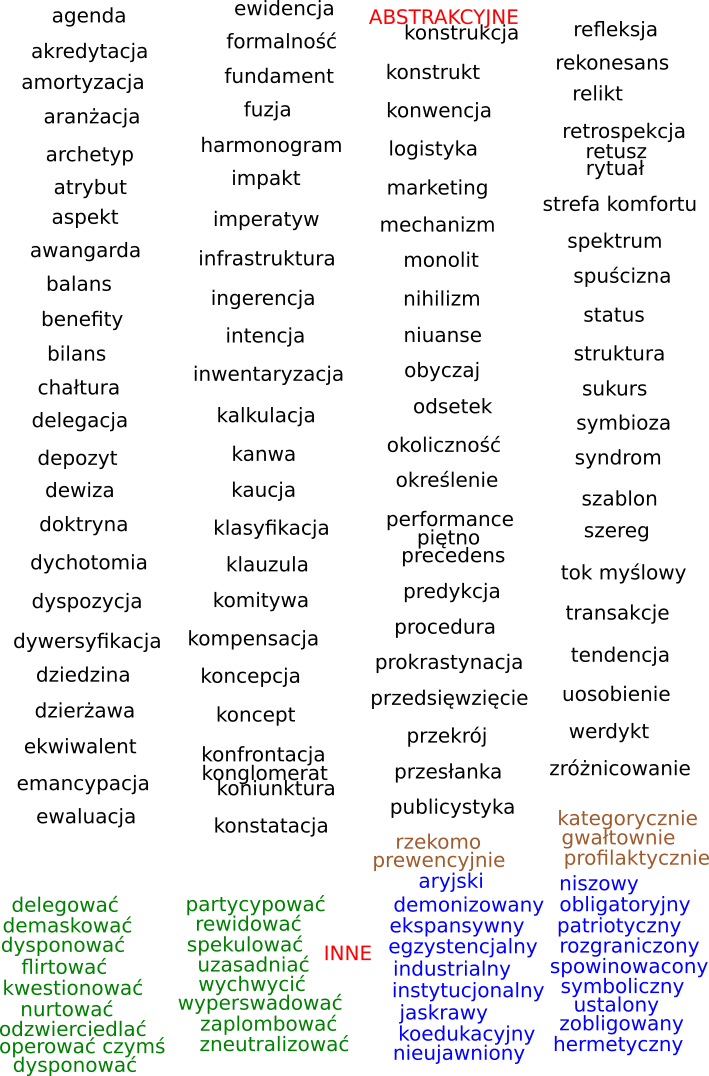 ABSTRAKCYJNE
agenda
akredytacja
amortyzacja
aranżacja
archetyp
atrybut
aspekt
awangarda
balans
benefity
bilans
chałtura
delegacja
depozyt
dewiza
doktryna
dychotomia
dyspozycja
dywersyfikacja
dziedzina
dzierżawa
ekwiwalent
emancypacja
ewaluacja
ewidencja
formalność
fundament
fuzja
harmonogram
impakt
imperatyw
infrastruktura
ingerencja
intencja
inwentaryzacja
kalkulacja
kanwa
kaucja
klasyfikacja
klauzula
komitywa
kompensacja
koncepcja
koncept
konfrontacja
konglomerat
koniunktura
konstatacja
konstrukcja
konstrukt
konwencja
logistyka
marketing
mechanizm
monolit
nihilizm
niuanse
obyczaj
odsetek
okoliczność
określenie
performance
piętno
precedens
predykcja
procedura
prokrastynacja
przedsięwzięcie
przekrój
przesłanka
publicystyka
refleksja
rekonesans
relikt
retrospekcja
retusz
rytuał
strefa komfortu
spektrum
spuścizna
status
struktura
sukurs
symbioza
syndrom
szablon
szereg
tok myślowy
transakcje
tendencja
uosobienie
werdykt
zróżnicowanie
rzekomo
prewencyjnie
kategorycznie
gwałtownie
profilaktycznie
INNE
delegować
demaskować
dysponować
flirtować
kwestionować
nurtować
odzwierciedlać
operować czymś
dysponować
partycypować
rewidować
spekulować
uzasadniać
wychwycić
wyperswadować
zaplombować
zneutralizować
aryjski
demonizowany
ekspansywny
egzystencjalny
industrialny
instytucjonalny
jaskrawy
koedukacyjny
nieujawniony
niszowy
obligatoryjny
patriotyczny
rozgraniczony
spowinowacony
symboliczny
ustalony
zobligowany
hermetyczny